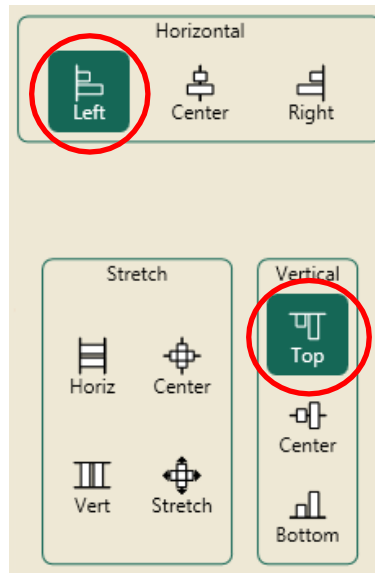 Horizontal
Left Center Right
Stretch Vertical
Top
Horiz Center
Center
Vert Stretch
Bottom